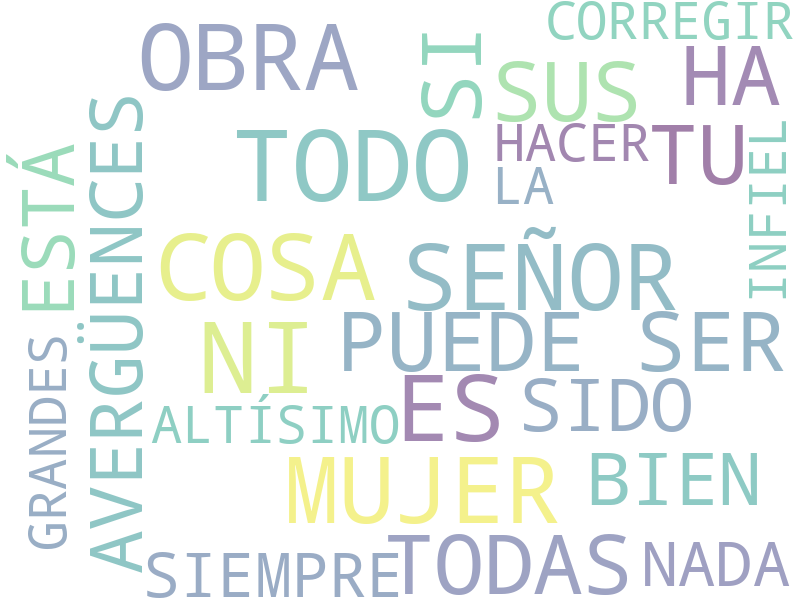 CORREGIR
OBRA
SI
SUS
HA
TODO
HACER
TU
LA
INFIEL
ESTÁ
AVERGÜENCES
COSA
SEÑOR
NI
PUEDE SER
GRANDES
ALTÍSIMO
ES
SIDO
MUJER
BIEN
SIEMPRE
TODAS
NADA